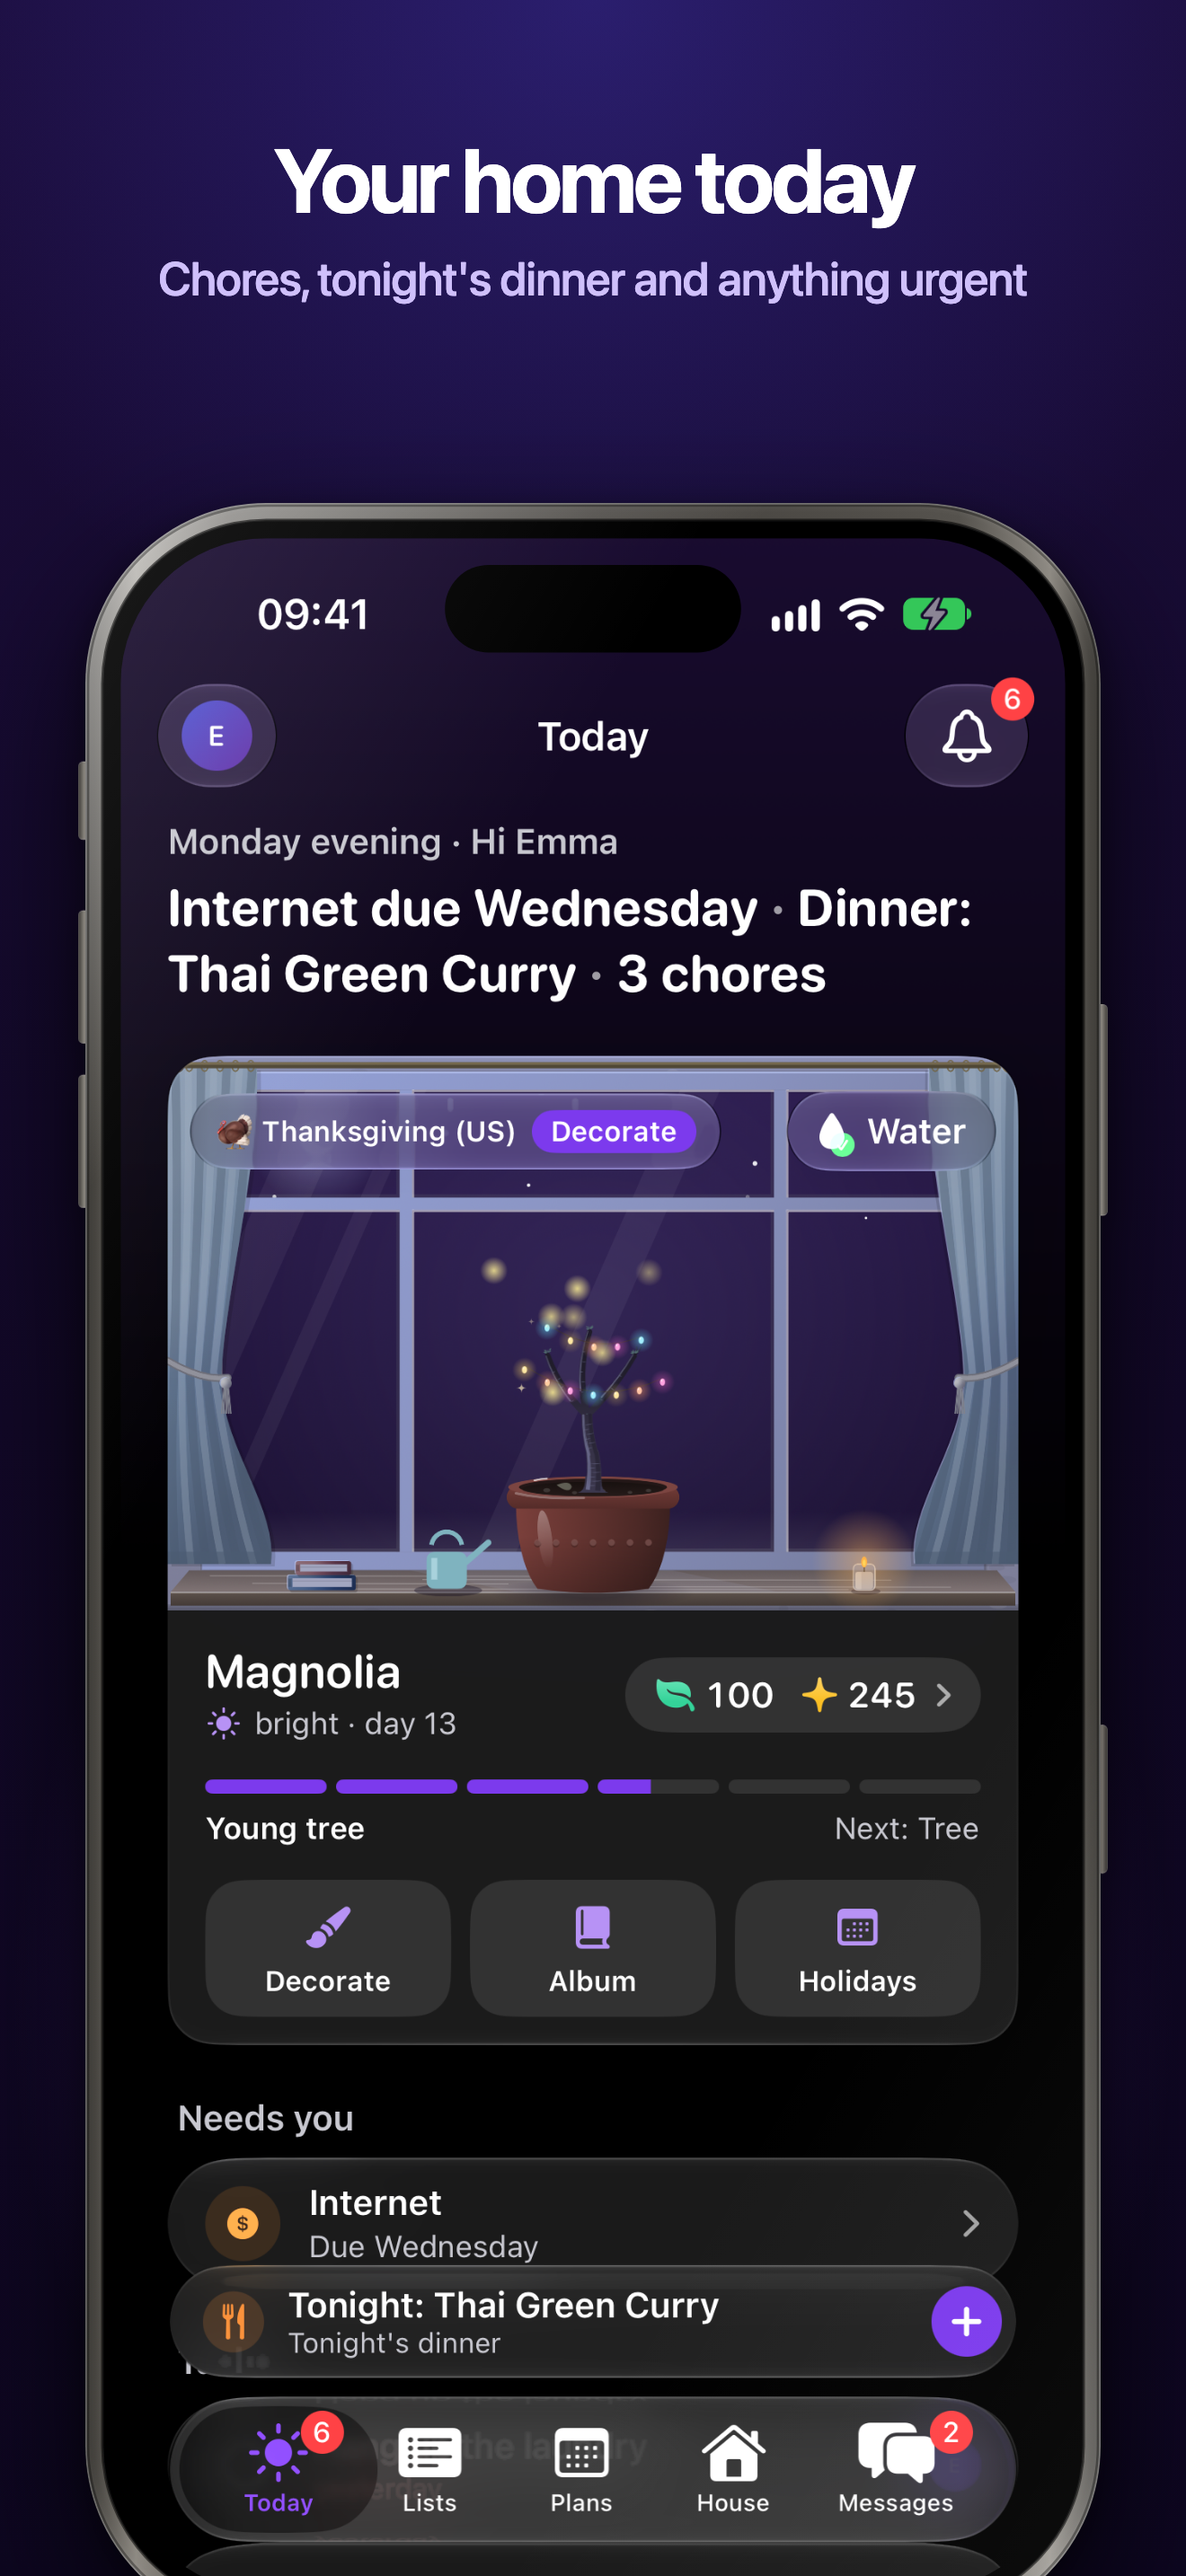 Your home today
Chores, tonight's dinner and anything urgent
09:41
E
Today
6
Monday evening · Hi Emma
Internet due Wednesday · Dinner:
Thai Green Curry · 3 chores
Thanksgiving (US)
Decorate
Water
Magnolia
100
245
bright · day 13
Young tree
Next: Tree
Decorate
Album
Holidays
Needs you
$
Internet
Due Wednesday
Tonight: Thai Green Curry
Tonight's dinner
6
2
Today
Lists
Plans
House
Messages